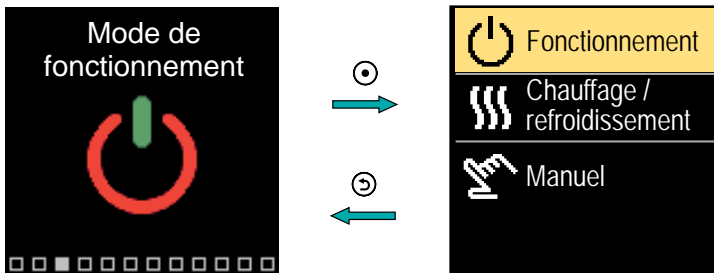 Mode de
fonctionnement
Fonctionnement
Chauffage /
refroidissement
Manuel